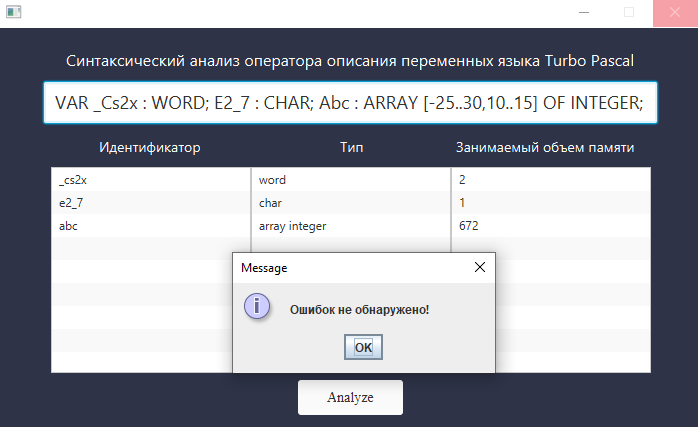 Синтаксический анализ оператора описания переменных языка Turbo Pascal
VAR _Cs2x : WORD; E2_7 : CHAR; Abc : ARRAY [-25..30,10..15] OF INTEGER;
Идентификатор Тип Занимаемый объем памяти
_cs2x word 2
e2_7 char 1
abc array integer 672
Message
Ошибок не обнаружено!
OK
Analyze